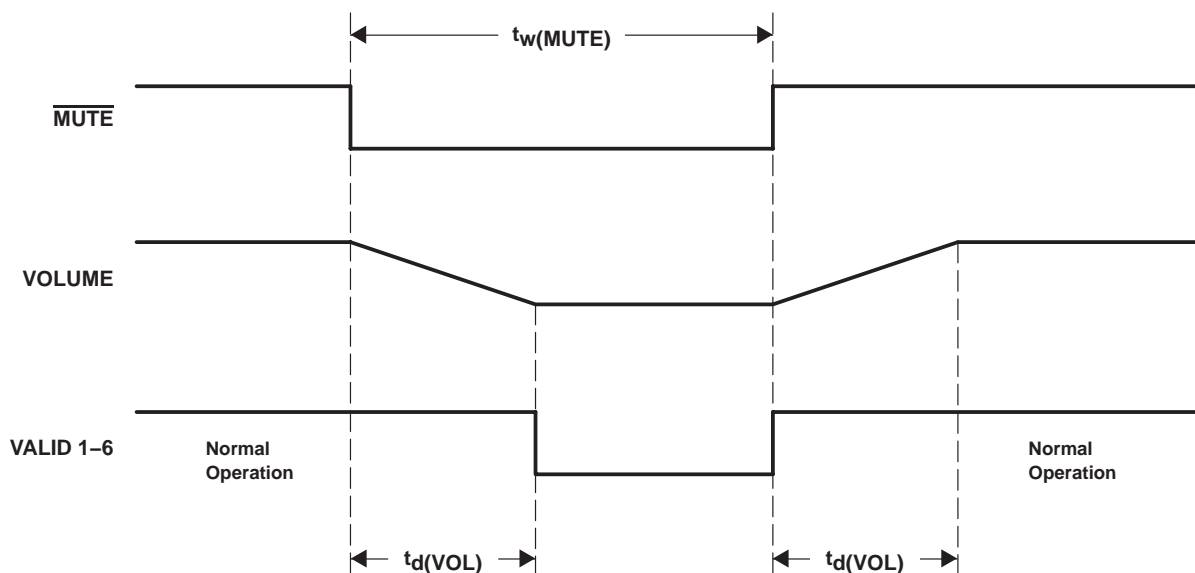 tw(MUTE)
MUTE
VOLUME
VALID 1–6
Normal
Operation
Normal
Operation
td(VOL)
td(VOL)